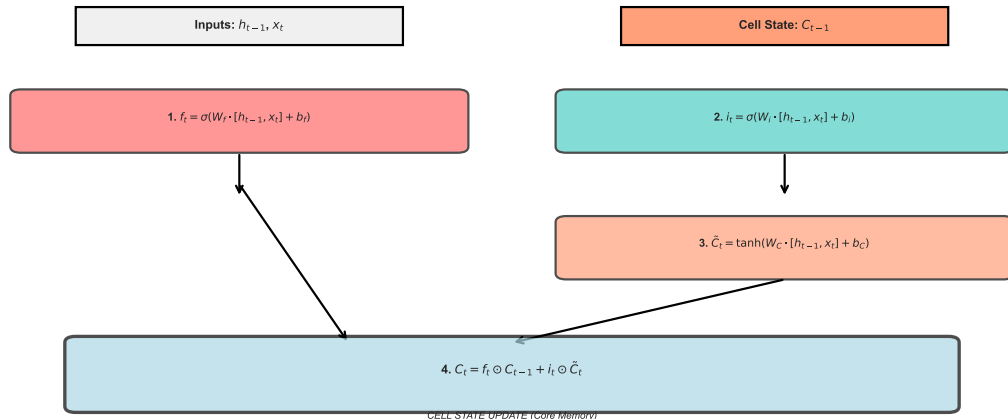 Inputs: h_{t−1}, x_t
Cell State: C_{t−1}
1. f_t = σ(W_f · [h_{t−1}, x_t] + b_f)
2. i_t = σ(W_i · [h_{t−1}, x_t] + b_i)
3. C̃_t = tanh(W_C · [h_{t−1}, x_t] + b_C)
4. C_t = f_t ⊙ C_{t−1} + i_t ⊙ C̃_t
CELL STATE UPDATE (Core Memory)